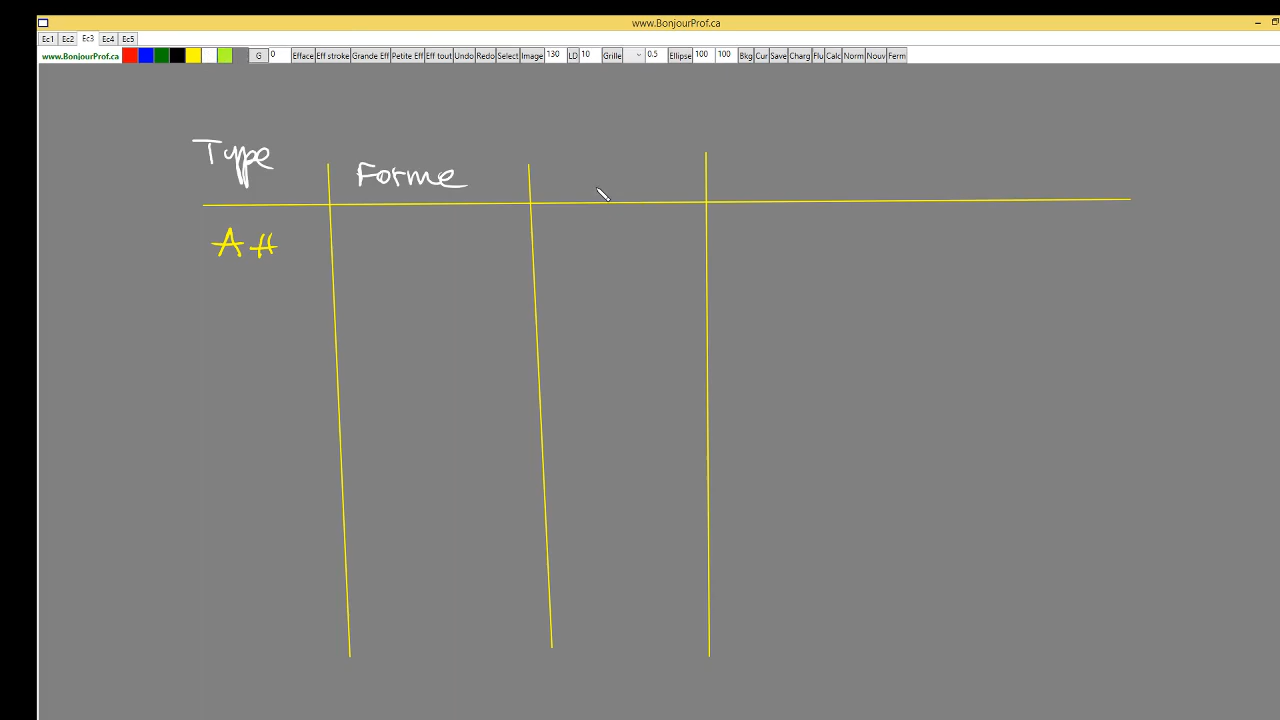 www.BonjourProf.ca
Ec1 Ec2 Ec3 Ec4 Ec5
www.BonjourProf.ca G 0 Efface Eff stroke Grande Eff Petite Eff Eff tout Undo Redo Select Image 130 LD 10 Grille 0.5 Ellipse 100 100 Bkg Cur Save Charg Flu Calc Norm Nouv Ferm
Type Forme
AH